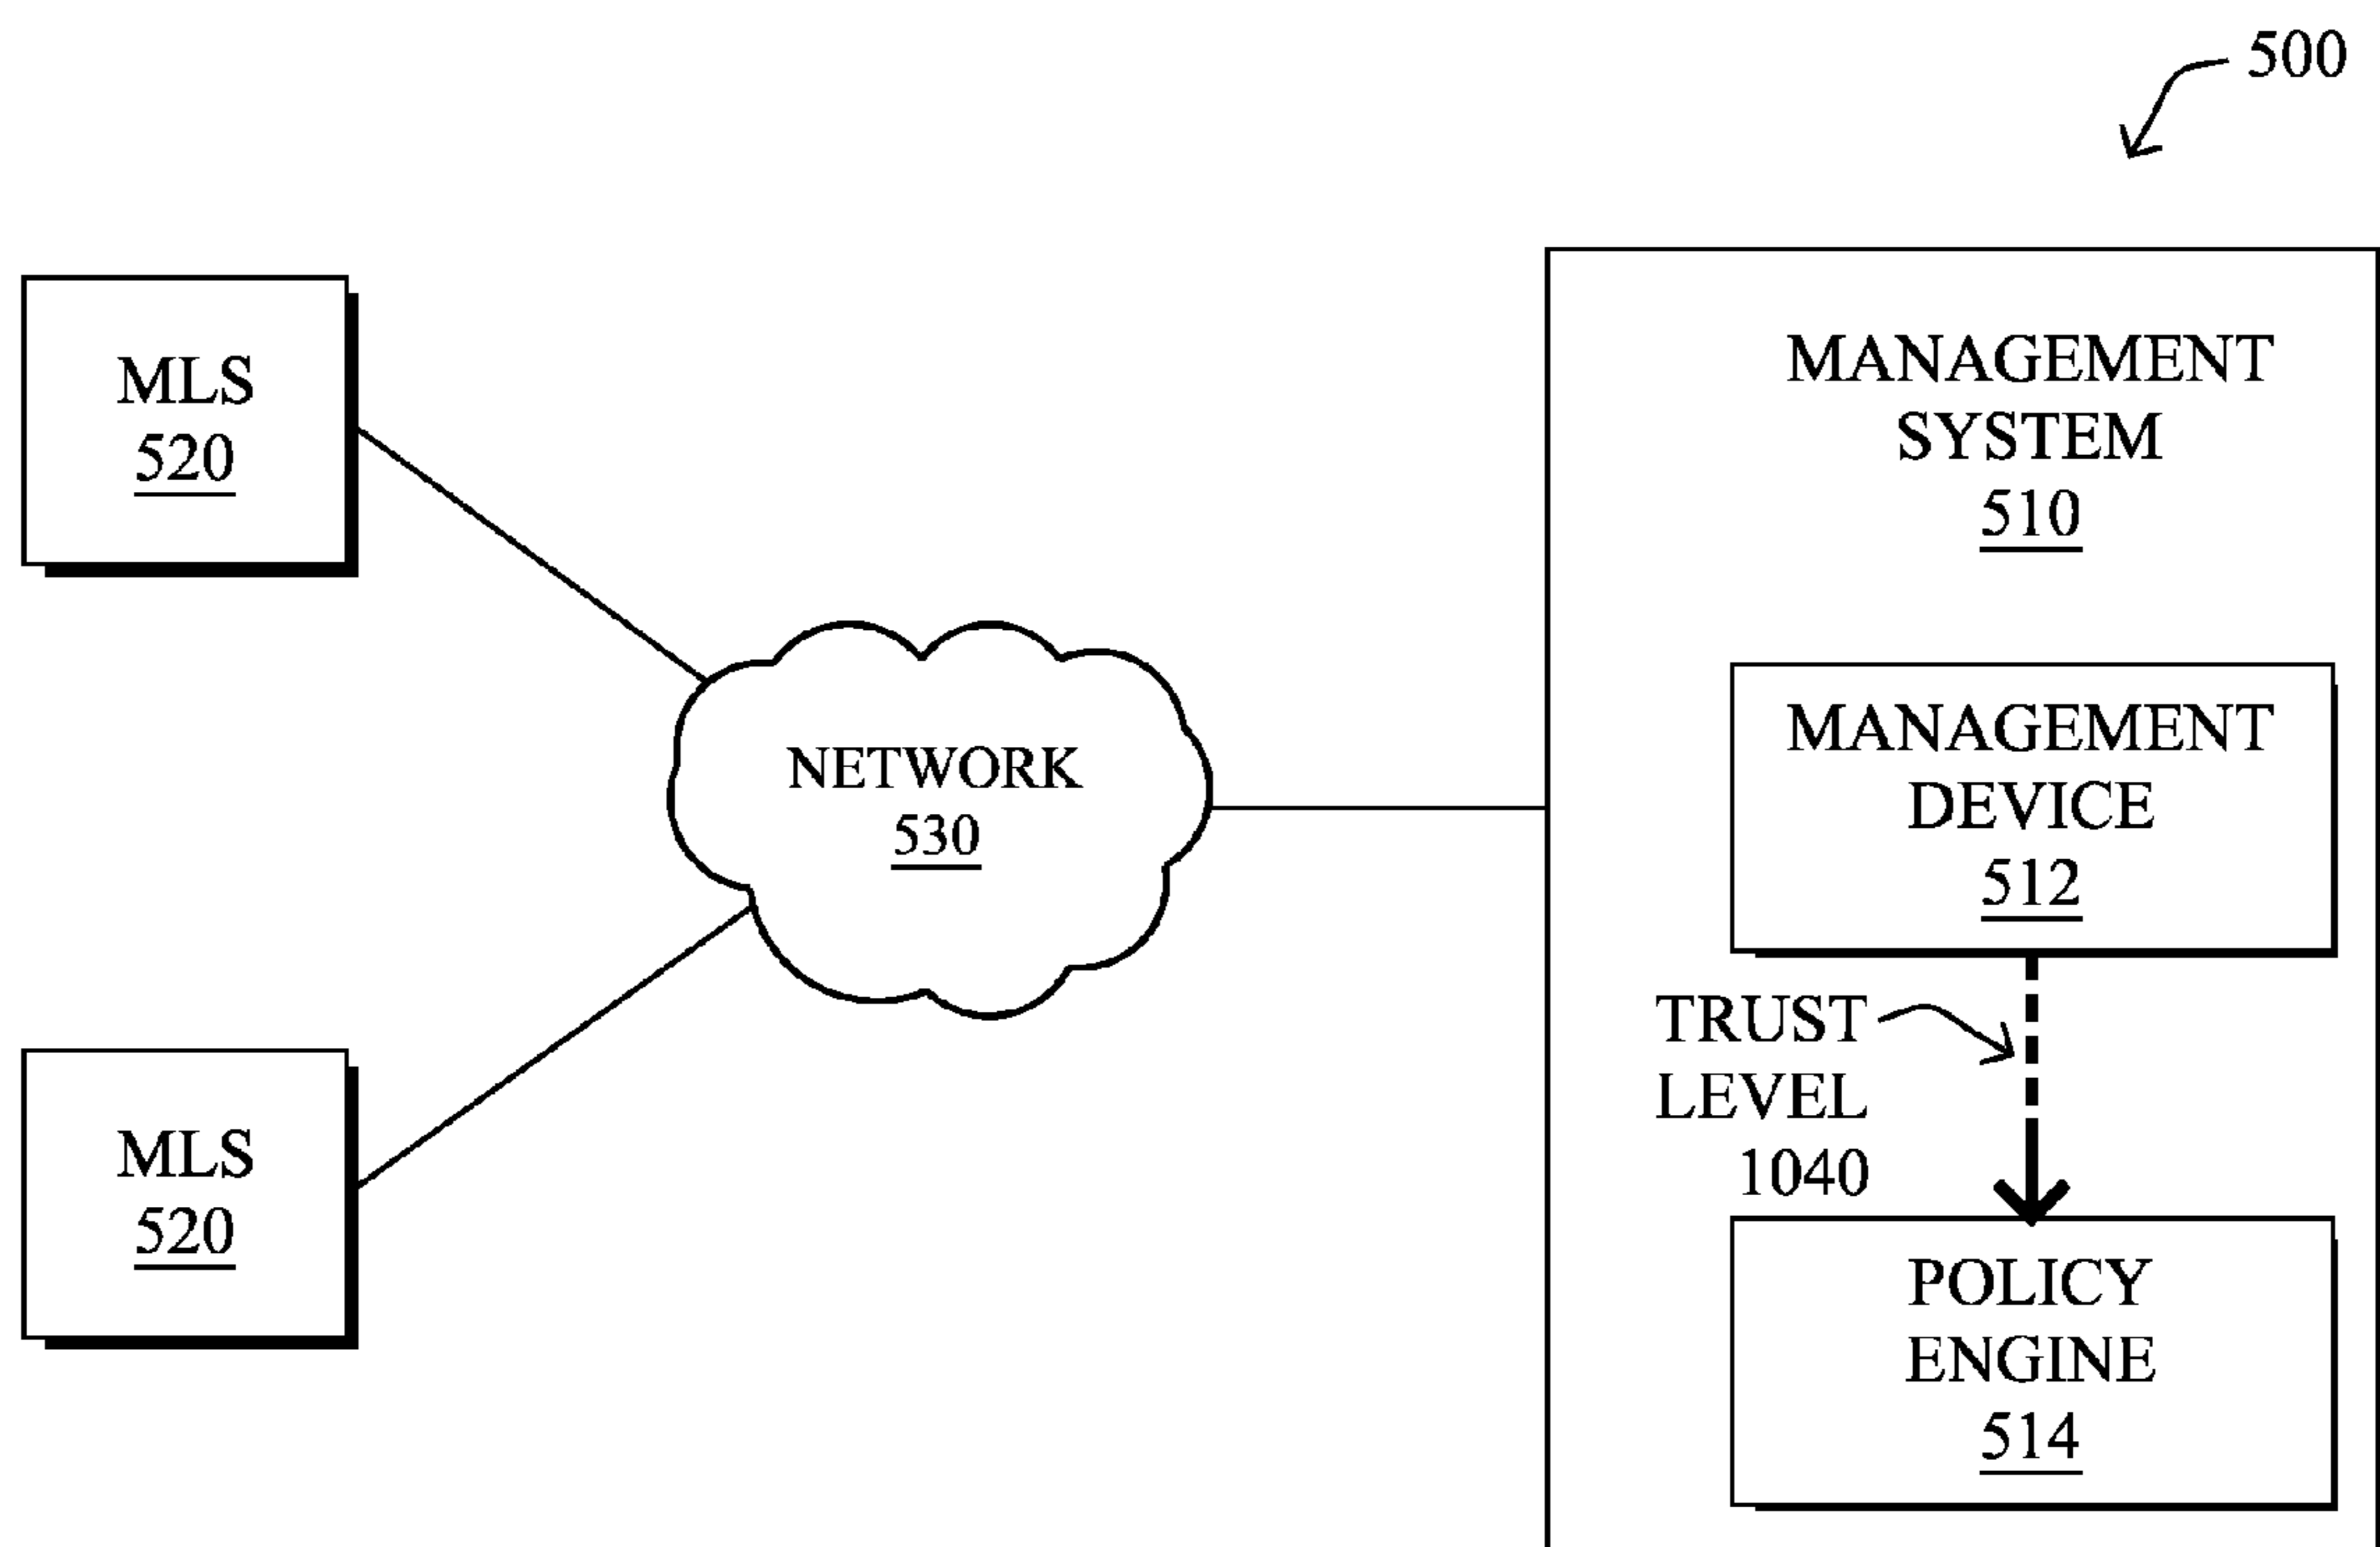 500
MLS
520
MANAGEMENT
SYSTEM
510
NETWORK
530
MANAGEMENT
DEVICE
512
TRUST
LEVEL
1040
MLS
520
POLICY
ENGINE
514